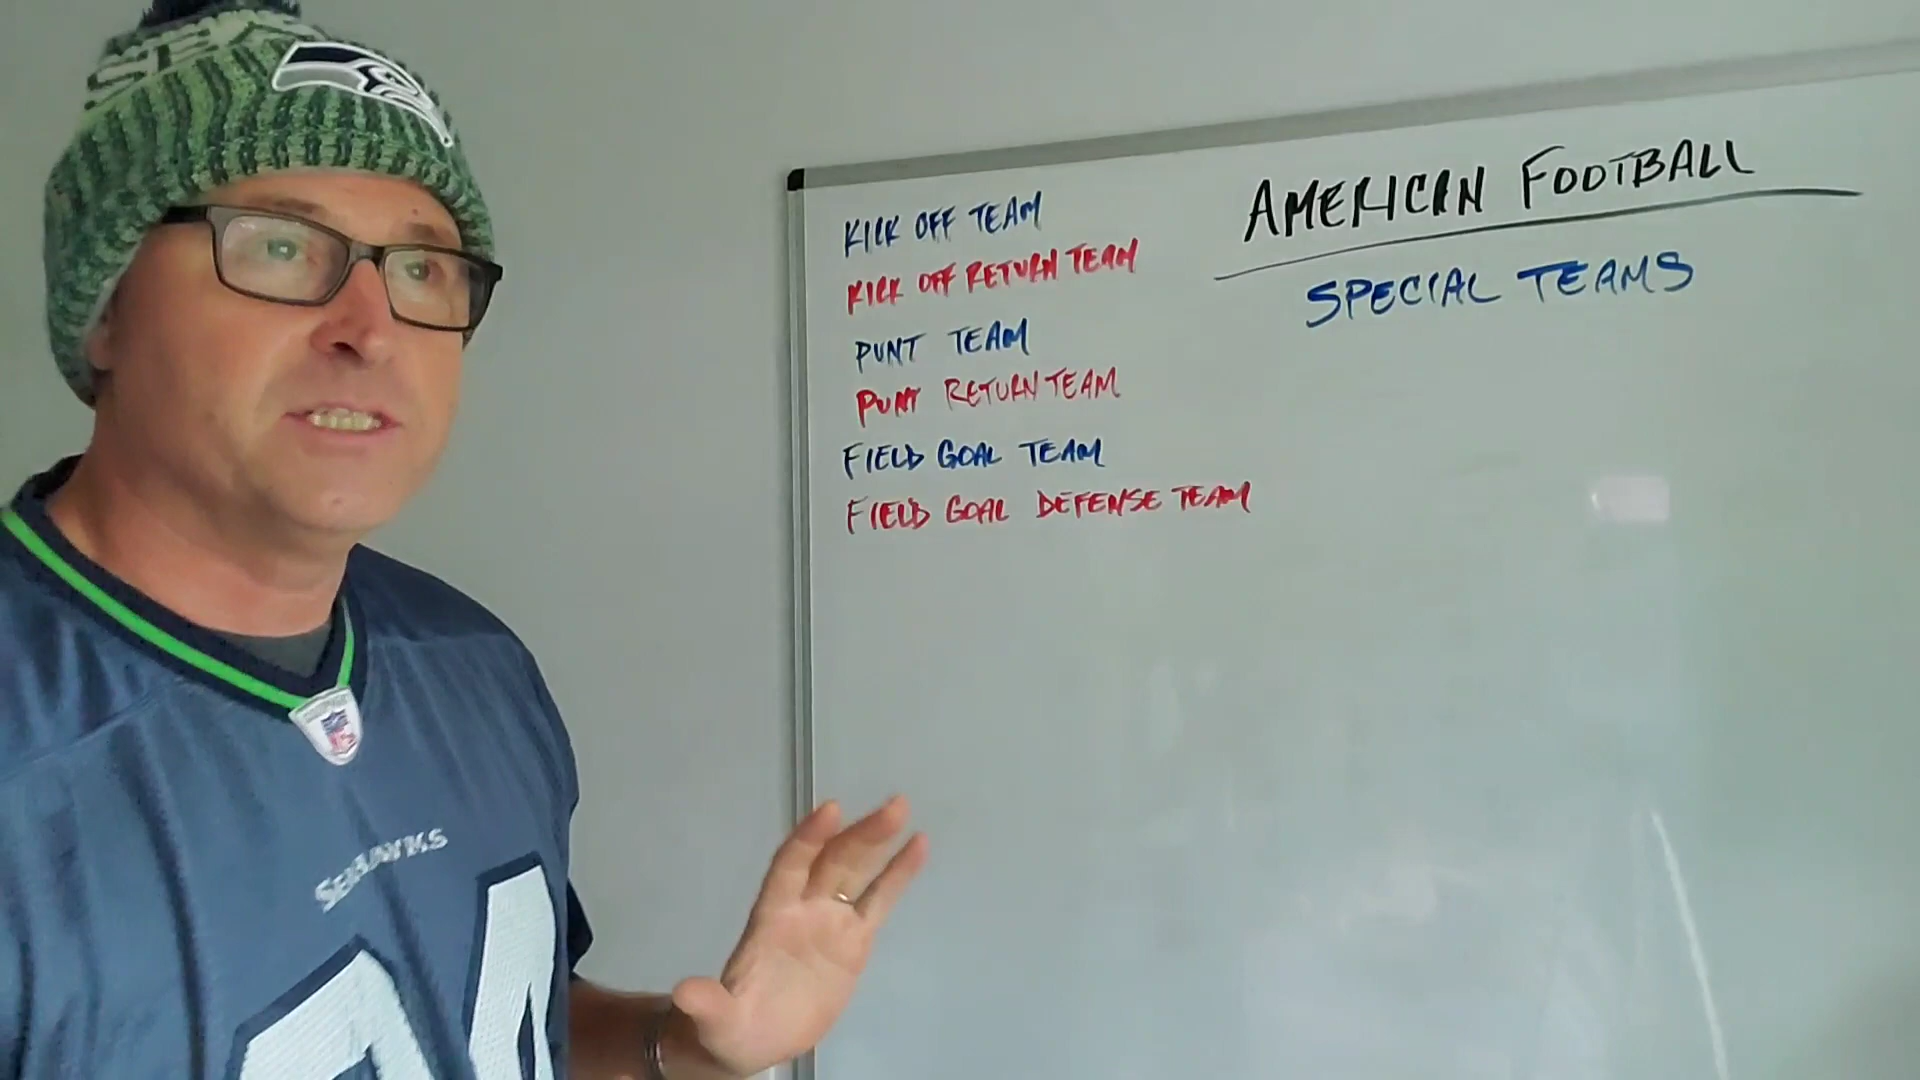 AMERICAN FOOTBALL
SPECIAL TEAMS
KICK OFF TEAM
KICK OFF RETURN TEAM
PUNT TEAM
PUNT RETURN TEAM
FIELD GOAL TEAM
FIELD GOAL DEFENSE TEAM
SEAHAWKS